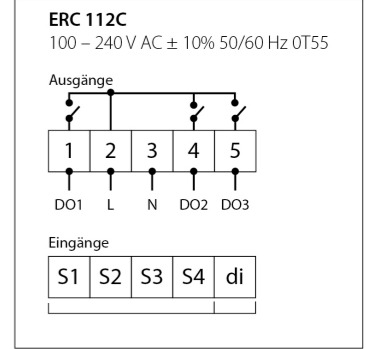 ERC 112C
100 – 240 V AC ± 10% 50/60 Hz 0T55
Ausgänge
1 2 3 4 5
DO1 L N DO2 DO3
Eingänge
S1 S2 S3 S4 di